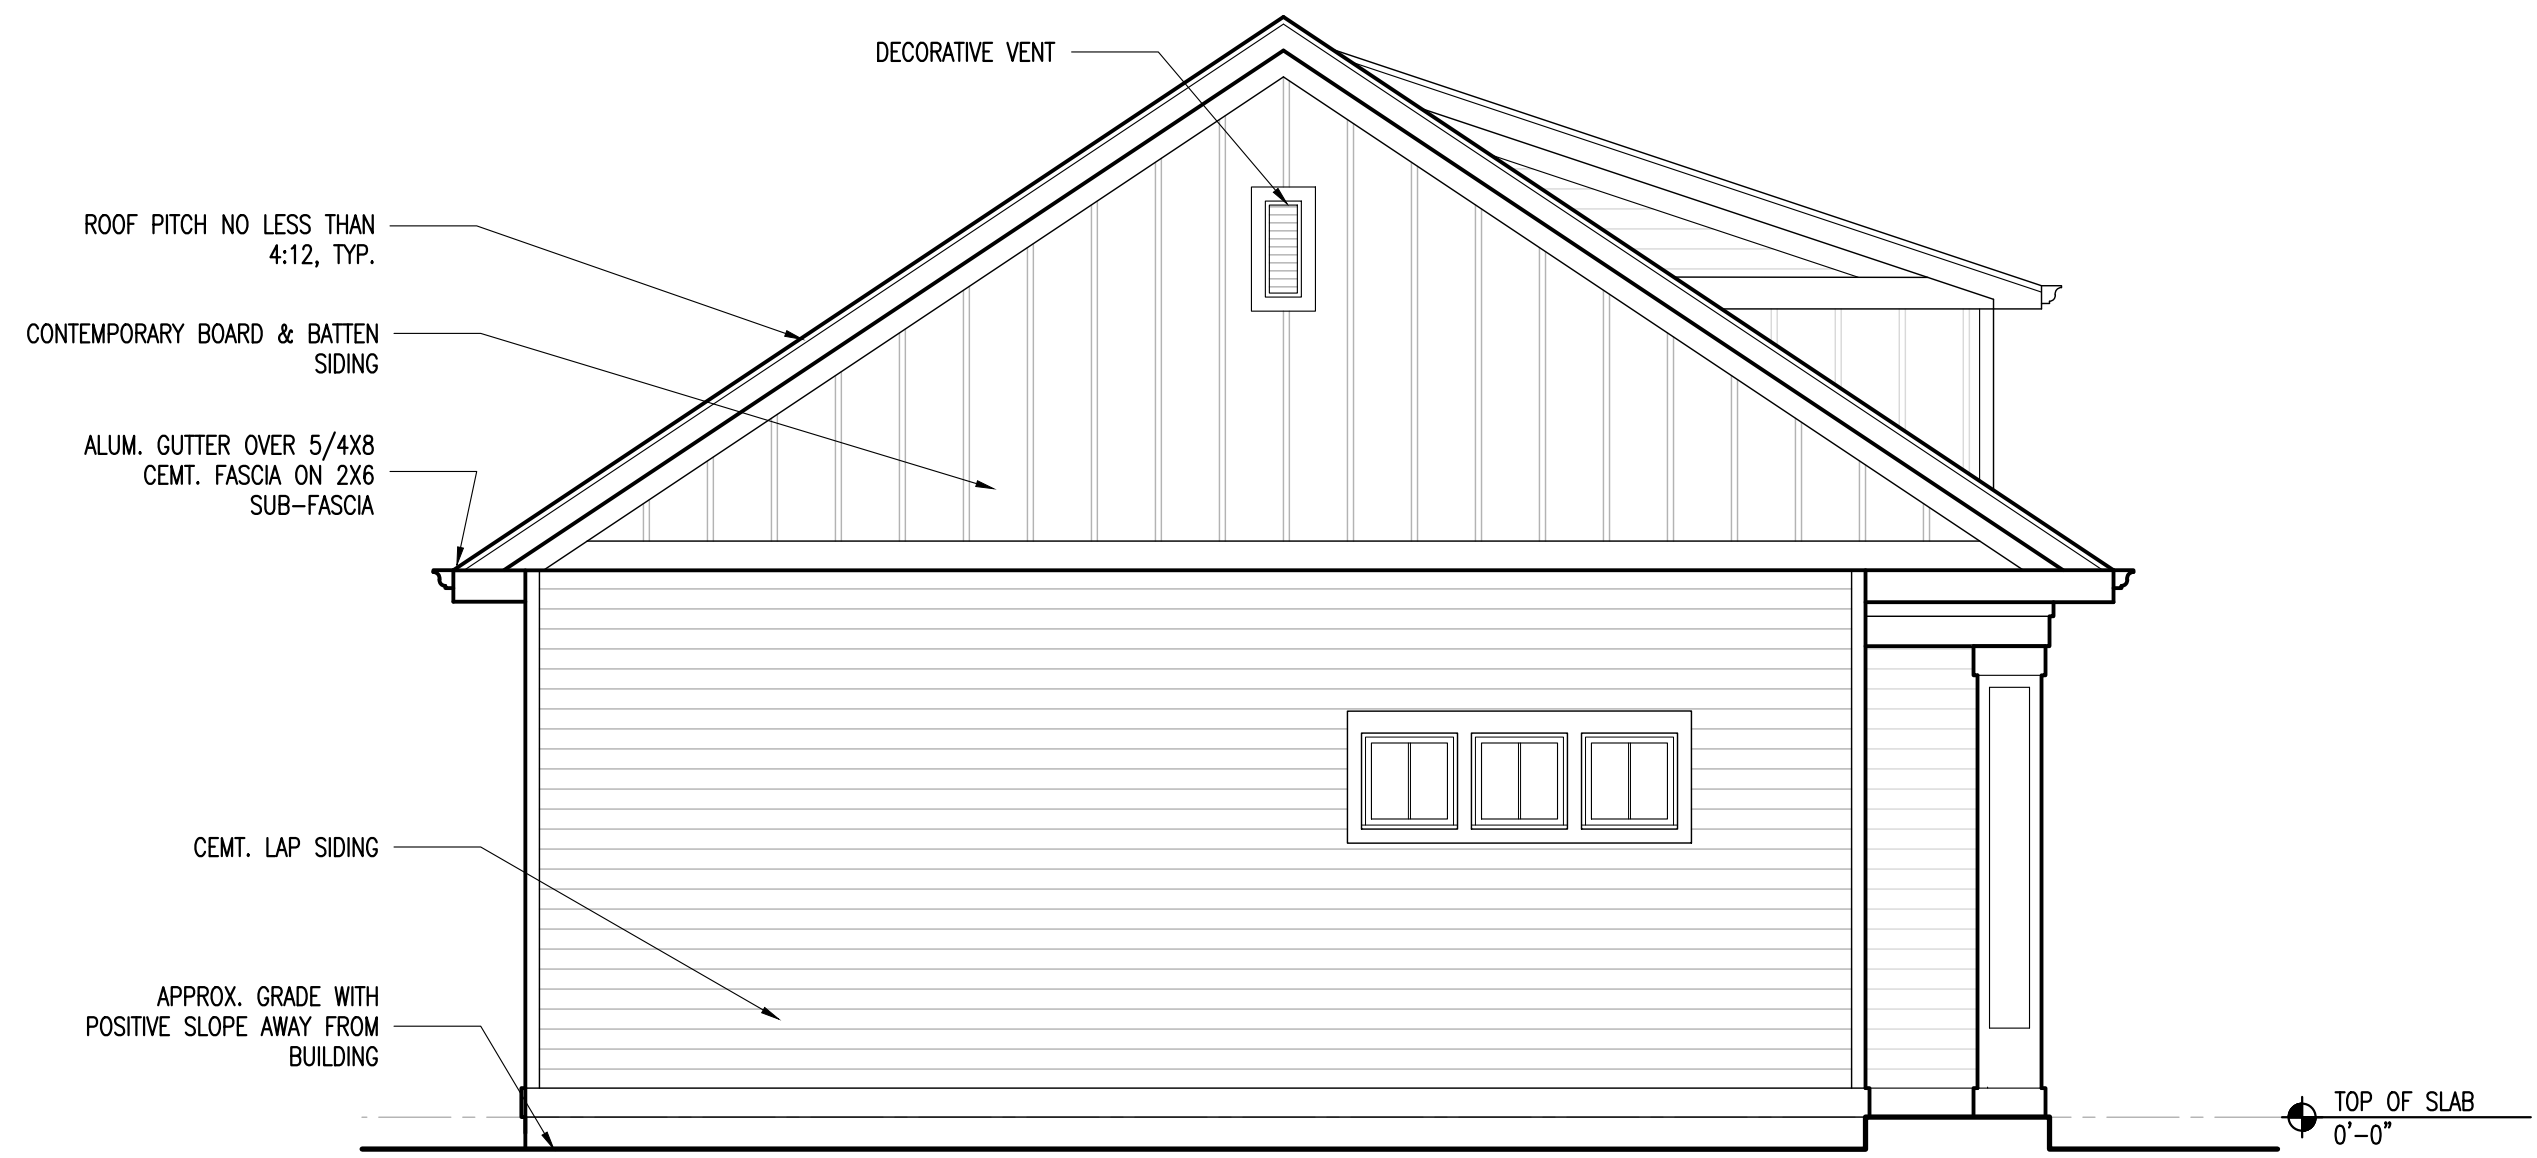 DECORATIVE VENT
ROOF PITCH NO LESS THAN
4:12, TYP.
CONTEMPORARY BOARD & BATTEN
SIDING
ALUM. GUTTER OVER 5/4X8
CEMT. FASCIA ON 2X6
SUB-FASCIA
CEMT. LAP SIDING
APPROX. GRADE WITH
POSITIVE SLOPE AWAY FROM
BUILDING
TOP OF SLAB
0'-0"